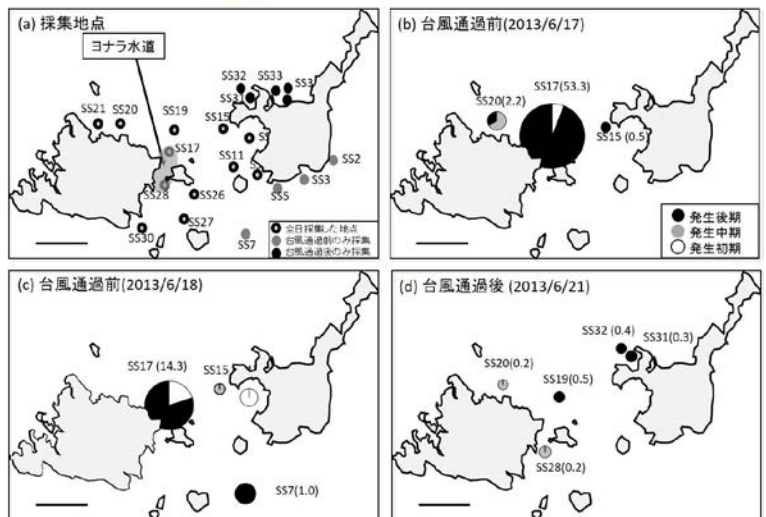 (a) 採集地点
ヨナラ水道
SS21
SS20
SS19
SS17
SS28
SS30
SS26
SS27
SS15
SS11
SS32
SS33
SS2
SS3
SS5
SS7
全日採集した地点
台風通過前のみ採集
台風通過後のみ採集
(b) 台風通過前(2013/6/17)
SS17(53.3)
SS20(2.2)
SS15 (0.5)
発生後期
発生中期
発生初期
(c) 台風通過前(2013/6/18)
SS17 (14.3)
SS15
SS7(1.0)
(d) 台風通過後 (2013/6/21)
SS32 (0.4)
SS31(0.3)
SS20(0.2)
SS19(0.5)
SS28(0.2)